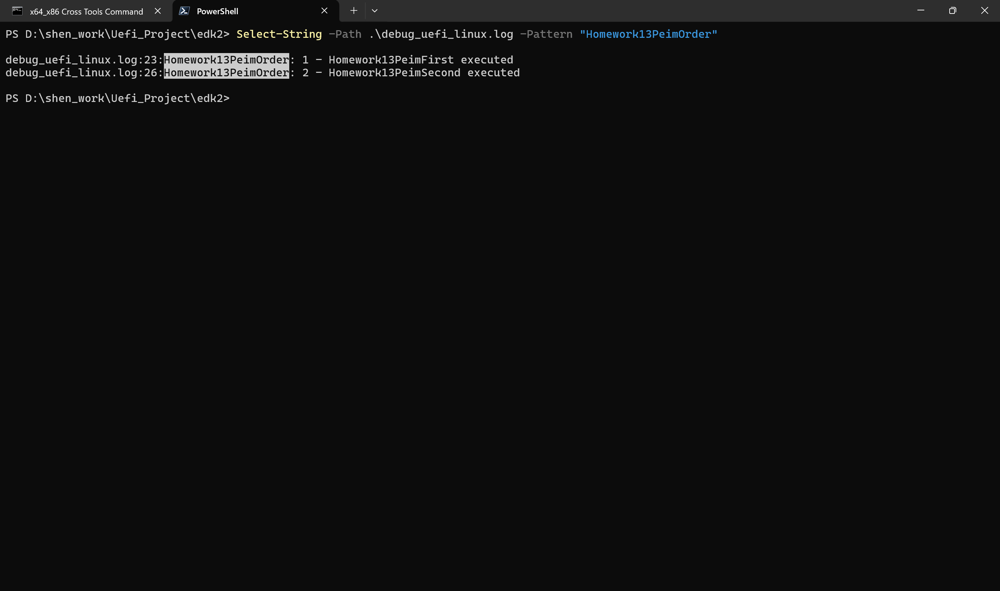 x64_x86 Cross Tools Command
PowerShell
PS D:\shen_work\Uefi_Project\edk2> Select-String -Path .\debug_uefi_linux.log -Pattern "Homework13PeimOrder"
debug_uefi_linux.log:23:Homework13PeimOrder: 1 - Homework13PeimFirst executed
debug_uefi_linux.log:26:Homework13PeimOrder: 2 - Homework13PeimSecond executed
PS D:\shen_work\Uefi_Project\edk2>